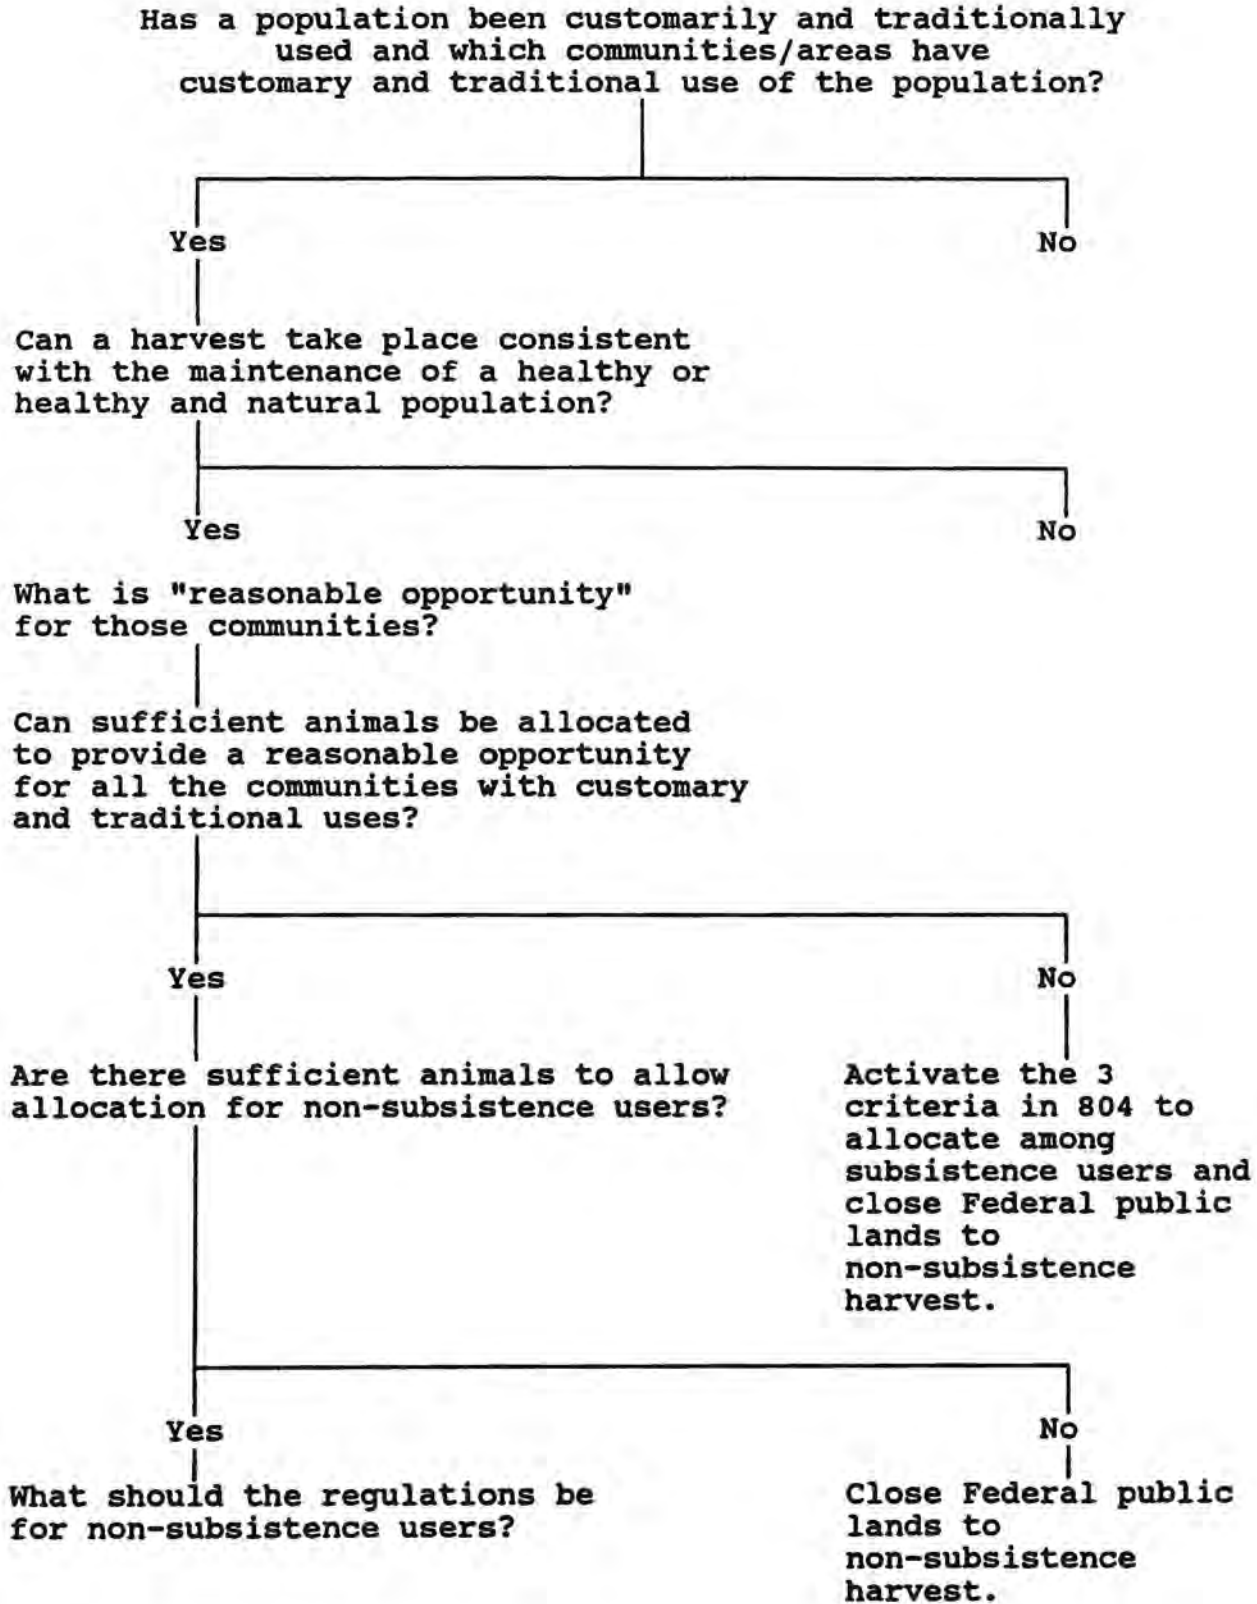 Has a population been customarily and traditionally
used and which communities/areas have
customary and traditional use of the population?
Yes
No
Can a harvest take place consistent
with the maintenance of a healthy or
healthy and natural population?
Yes
No
What is "reasonable opportunity"
for those communities?
Can sufficient animals be allocated
to provide a reasonable opportunity
for all the communities with customary
and traditional uses?
Yes
No
Are there sufficient animals to allow
allocation for non-subsistence users?
Activate the 3
criteria in 804 to
allocate among
subsistence users and
close Federal public
lands to
non-subsistence
harvest.
Yes
No
What should the regulations be
for non-subsistence users?
Close Federal public
lands to
non-subsistence
harvest.